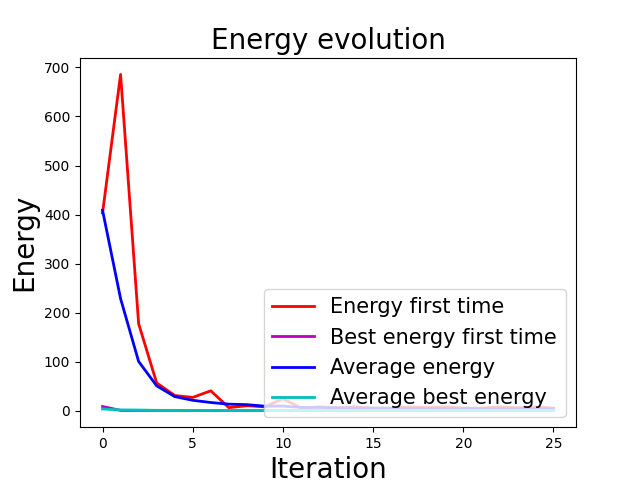 Energy evolution
Energy
700
600
500
400
300
200
100
0
Energy first time
Best energy first time
Average energy
Average best energy
0 5 10 15 20 25
Iteration